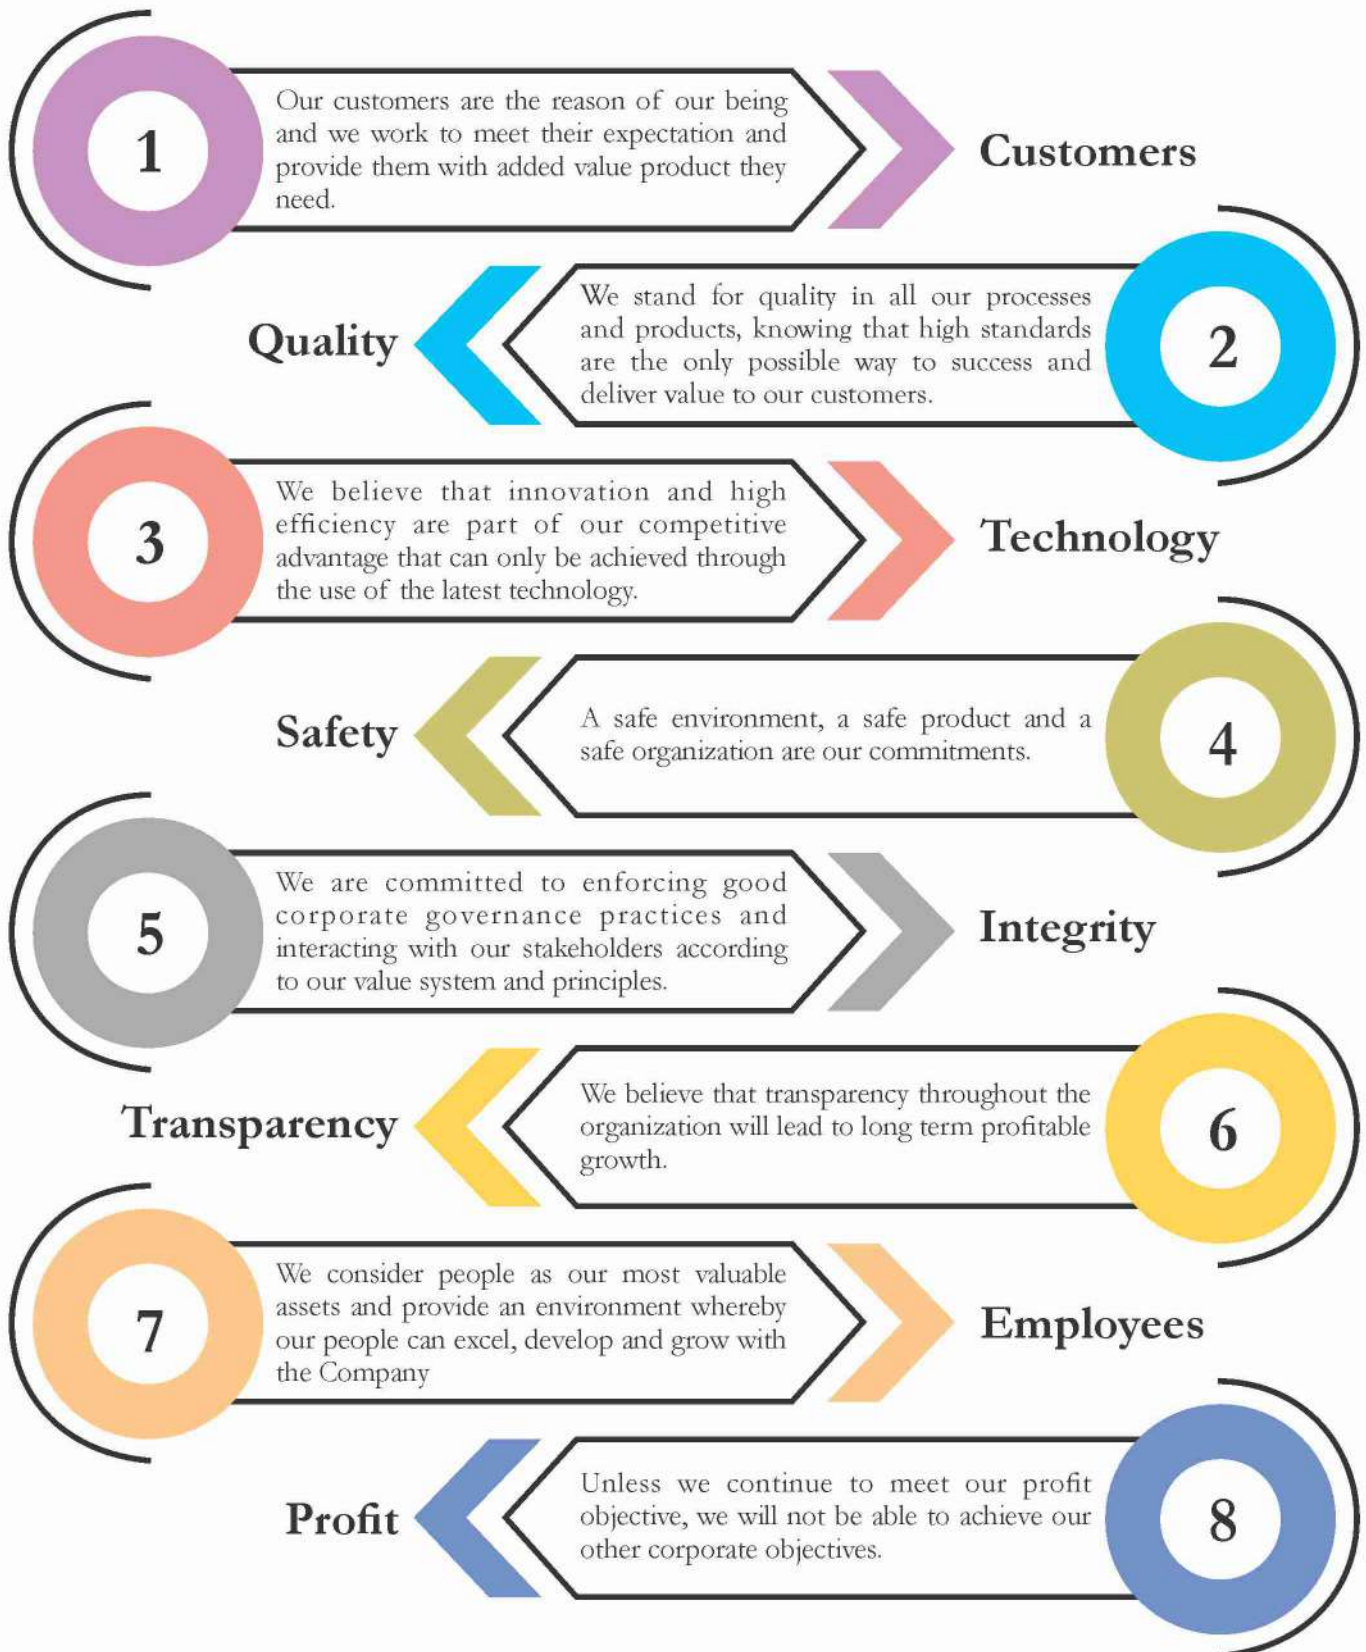 1
Our customers are the reason of our being
and we work to meet their expectation and
provide them with added value product they
need.
Customers
Quality
We stand for quality in all our processes
and products, knowing that high standards
are the only possible way to success and
deliver value to our customers.
2
3
We believe that innovation and high
efficiency are part of our competitive
advantage that can only be achieved through
the use of the latest technology.
Technology
Safety
A safe environment, a safe product and a
safe organization are our commitments.
4
5
We are committed to enforcing good
corporate governance practices and
interacting with our stakeholders according
to our value system and principles.
Integrity
Transparency
We believe that transparency throughout the
organization will lead to long term profitable
growth.
6
7
We consider people as our most valuable
assets and provide an environment whereby
our people can excel, develop and grow with
the Company
Employees
Profit
Unless we continue to meet our profit
objective, we will not be able to achieve our
other corporate objectives.
8